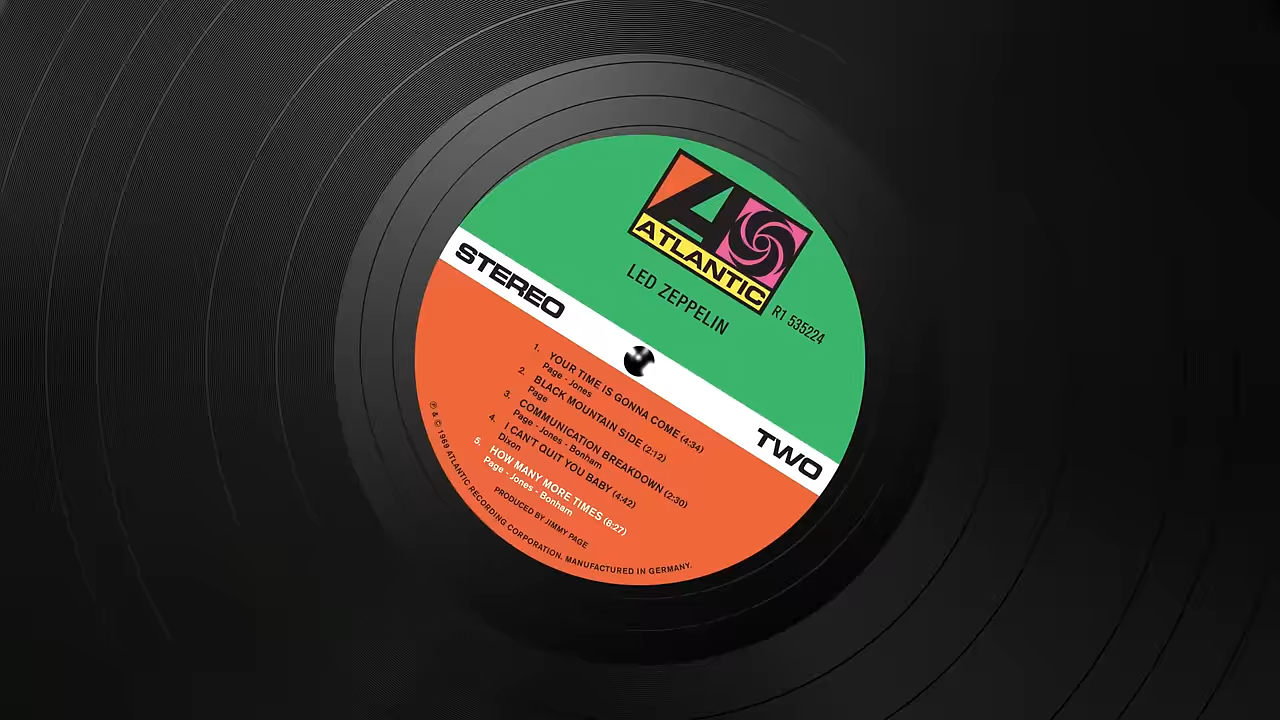 ATLANTIC
LED ZEPPELIN
R1 535224
STEREO
TWO
1. YOUR TIME IS GONNA COME (4:34)
Page - Jones
2. BLACK MOUNTAIN SIDE (2:12)
Page
3. COMMUNICATION BREAKDOWN (2:30)
Page - Jones - Bonham
4. I CAN'T QUIT YOU BABY (4:42)
Dixon
5. HOW MANY MORE TIMES (8:27)
Page - Jones - Bonham
PRODUCED BY JIMMY PAGE
℗ & © 1969 ATLANTIC RECORDING CORPORATION. MANUFACTURED IN GERMANY.